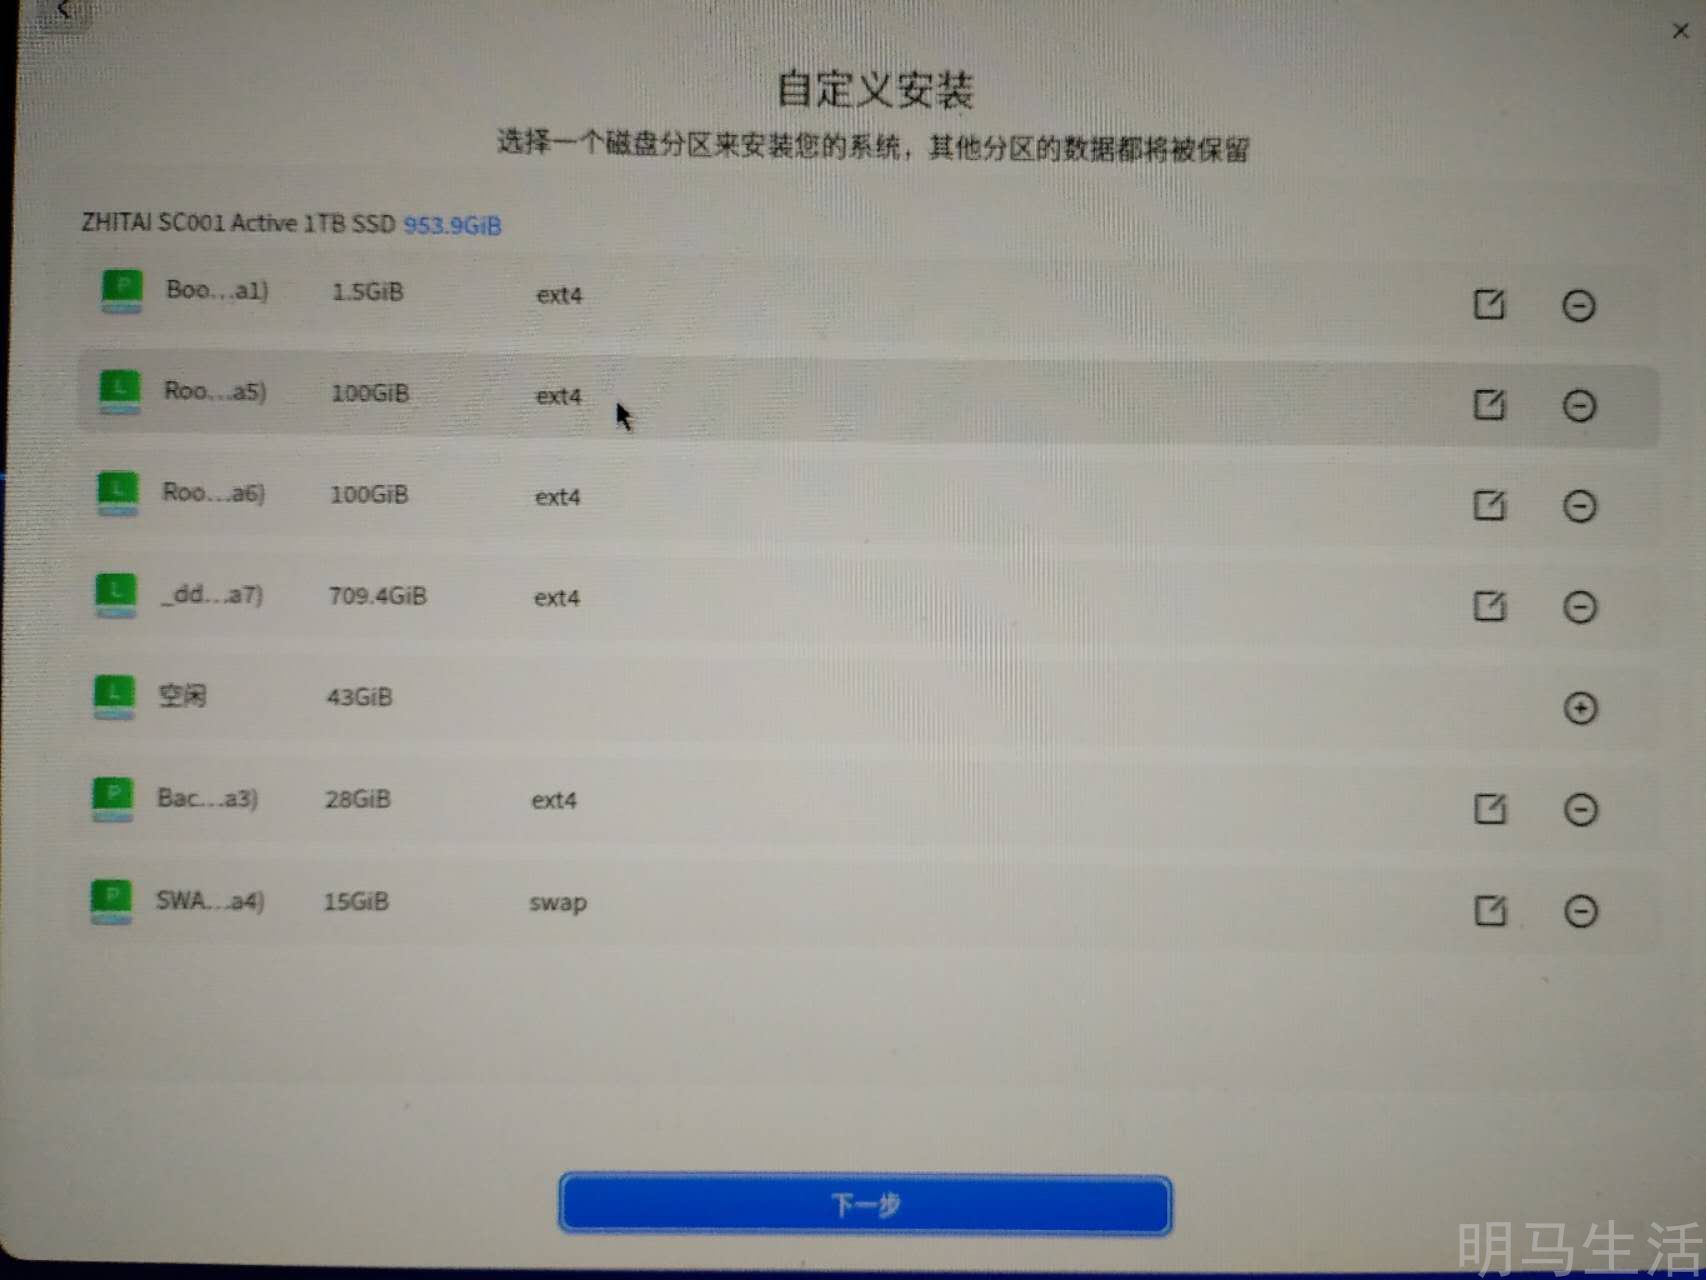 自定义安装
选择一个磁盘分区来安装您的系统，其他分区的数据都将被保留
ZHITAI SC001 Active 1TB SSD 953.9GiB
P Boo...a1) 1.5GiB ext4
L Roo...a5) 100GiB ext4
L Roo...a6) 100GiB ext4
L _dd...a7) 709.4GiB ext4
L 空闲 43GiB
P Bac...a3) 28GiB ext4
P SWA...a4) 15GiB swap
下一步
明马生活